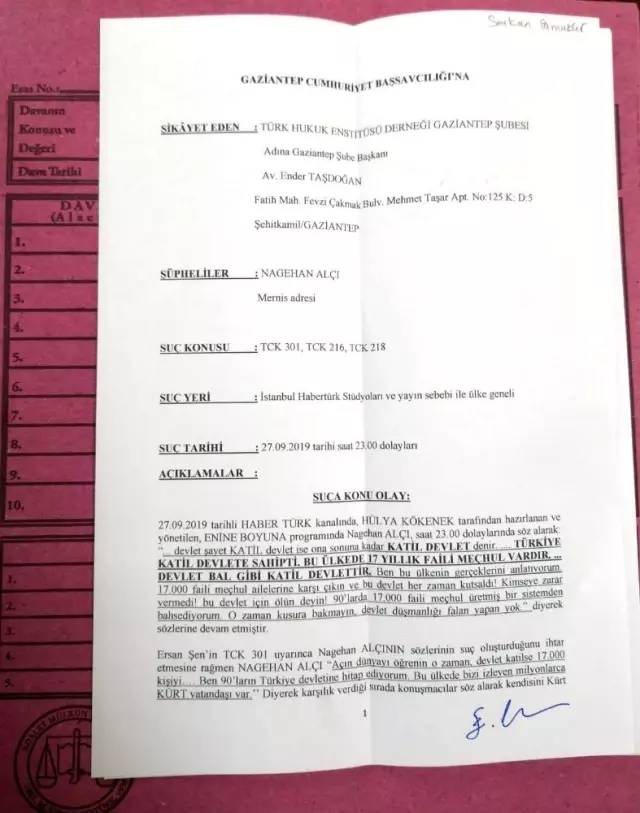 Serkan
GAZİANTEP CUMHURİYET BAŞSAVCILIĞI'NA
ŞİKÂYET EDEN : TÜRK HUKUK ENSTİTÜSÜ DERNEĞİ GAZİANTEP ŞUBESİ
Adına Gaziantep Şube Başkanı
Av. Ender TAŞDOĞAN
Fatih Mah. Fevzi Çakmak Bulv. Mehmet Taşar Apt. No:125 K: D:5
Şehitkamil/GAZİANTEP
ŞÜPHELİLER : NAGEHAN ALÇI
Mernis adresi
SUÇ KONUSU : TCK 301, TCK 216, TCK 218
SUÇ YERİ : İstanbul Habertürk Stüdyoları ve yayın sebebi ile ülke geneli
SUÇ TARİHİ : 27.09.2019 tarihi saat 23.00 dolayları
AÇIKLAMALAR :
SUÇA KONU OLAY:
27.09.2019 tarihli HABER TÜRK kanalında, HÜLYA KÖKENEK tarafından hazırlanan ve
yönetilen, ENİNE BOYUNA programında Nagehan ALÇI, saat 23.00 dolaylarında söz alarak:
“... devlet şayet KATİL devlet ise ona sonuna kadar KATİL DEVLET denir. .... TÜRKİYE
KATİL DEVLETE SAHİPTİ, BU ÜLKEDE 17 YILLIK FAİLİ MEÇHUL VARDIR. ...
DEVLET BAL GİBİ KATİL DEVLETTİR. Ben bu ülkenin gerçeklerini anlatıyorum.
17.000 faili meçhul ailelerine karşı çıkın ve bu devlet her zaman kutsaldı! Kimseye zarar
vermedi! bu devlet için ölün deyin! 90’larda 17.000 faili meçhul üretmiş bir sistemden
bahsediyorum. O zaman kusura bakmayın, devlet düşmanlığı falan yapan yok” diyerek
sözlerine devam etmiştir.
Ersan Şen'in TCK 301 uyarınca Nagehan ALÇININ sözlerinin suç oluşturduğunu ihtar
etmesine rağmen NAGEHAN ALÇI “Açın dünyayı öğrenin o zaman, devlet katilse 17.000
kişiyi.... Ben 90'ların Türkiye devletine hitap ediyorum. Bu ülkede bizi izleyen milyonlarca
KÜRT vatandaşı var.” Diyerek karşılık verdiği sırada konuşmacılar söz alarak kendisini Kürt
1
Esas No.:
Davanın
Konusu ve
Değeri
Dava Tarihi
DAV
(Alac
1.
2.
3.
4.
5.
6.
7.
8.
9.
10.
1.
2.
3.
4.
5.